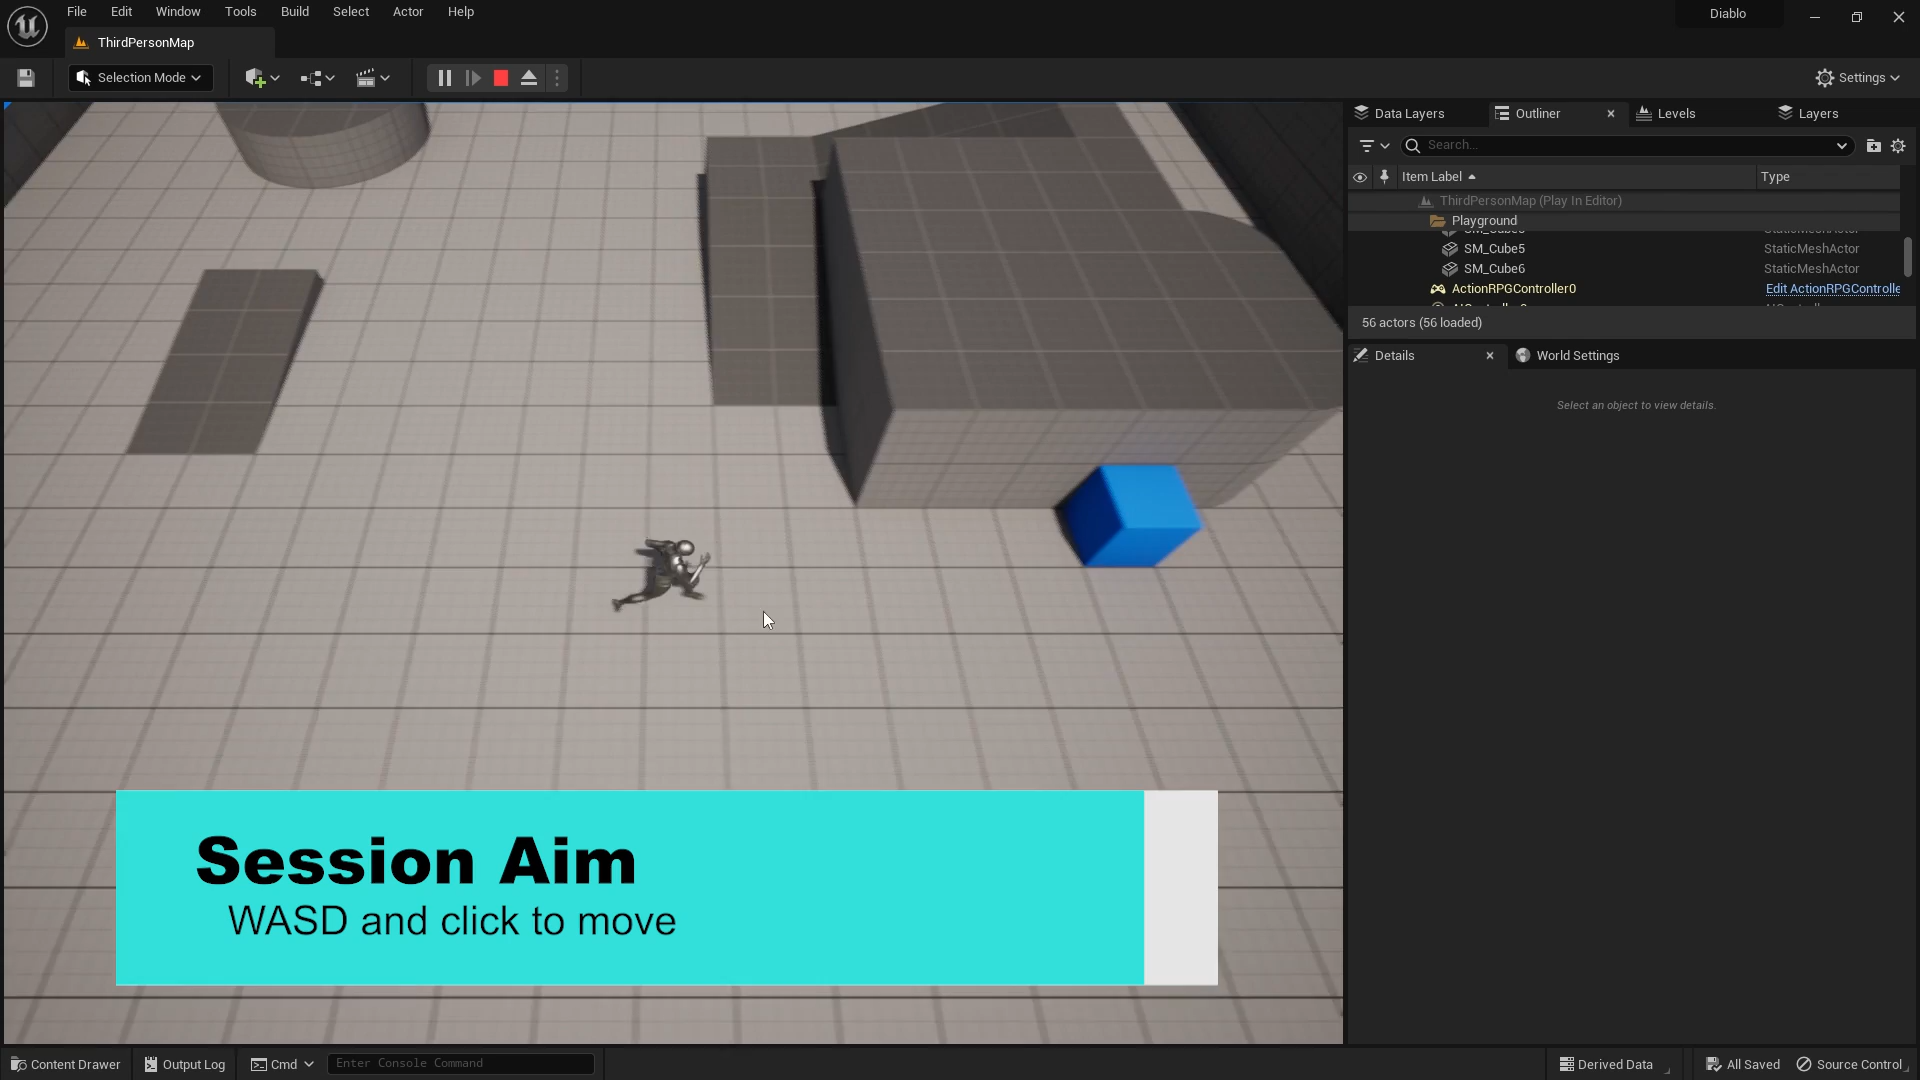 File Edit Window Tools Build Select Actor Help
Diablo
ThirdPersonMap
Selection Mode
Settings
Data Layers
Outliner
Levels
Layers
Search...
Item Label
Type
ThirdPersonMap (Play In Editor)
Playground
SM_Cube5 StaticMeshActor
SM_Cube6 StaticMeshActor
ActionRPGController0 Edit ActionRPGControlle
56 actors (56 loaded)
Details
World Settings
Select an object to view details.
Session Aim
WASD and click to move
Content Drawer
Output Log
Cmd
Enter Console Command
Derived Data
All Saved
Source Control